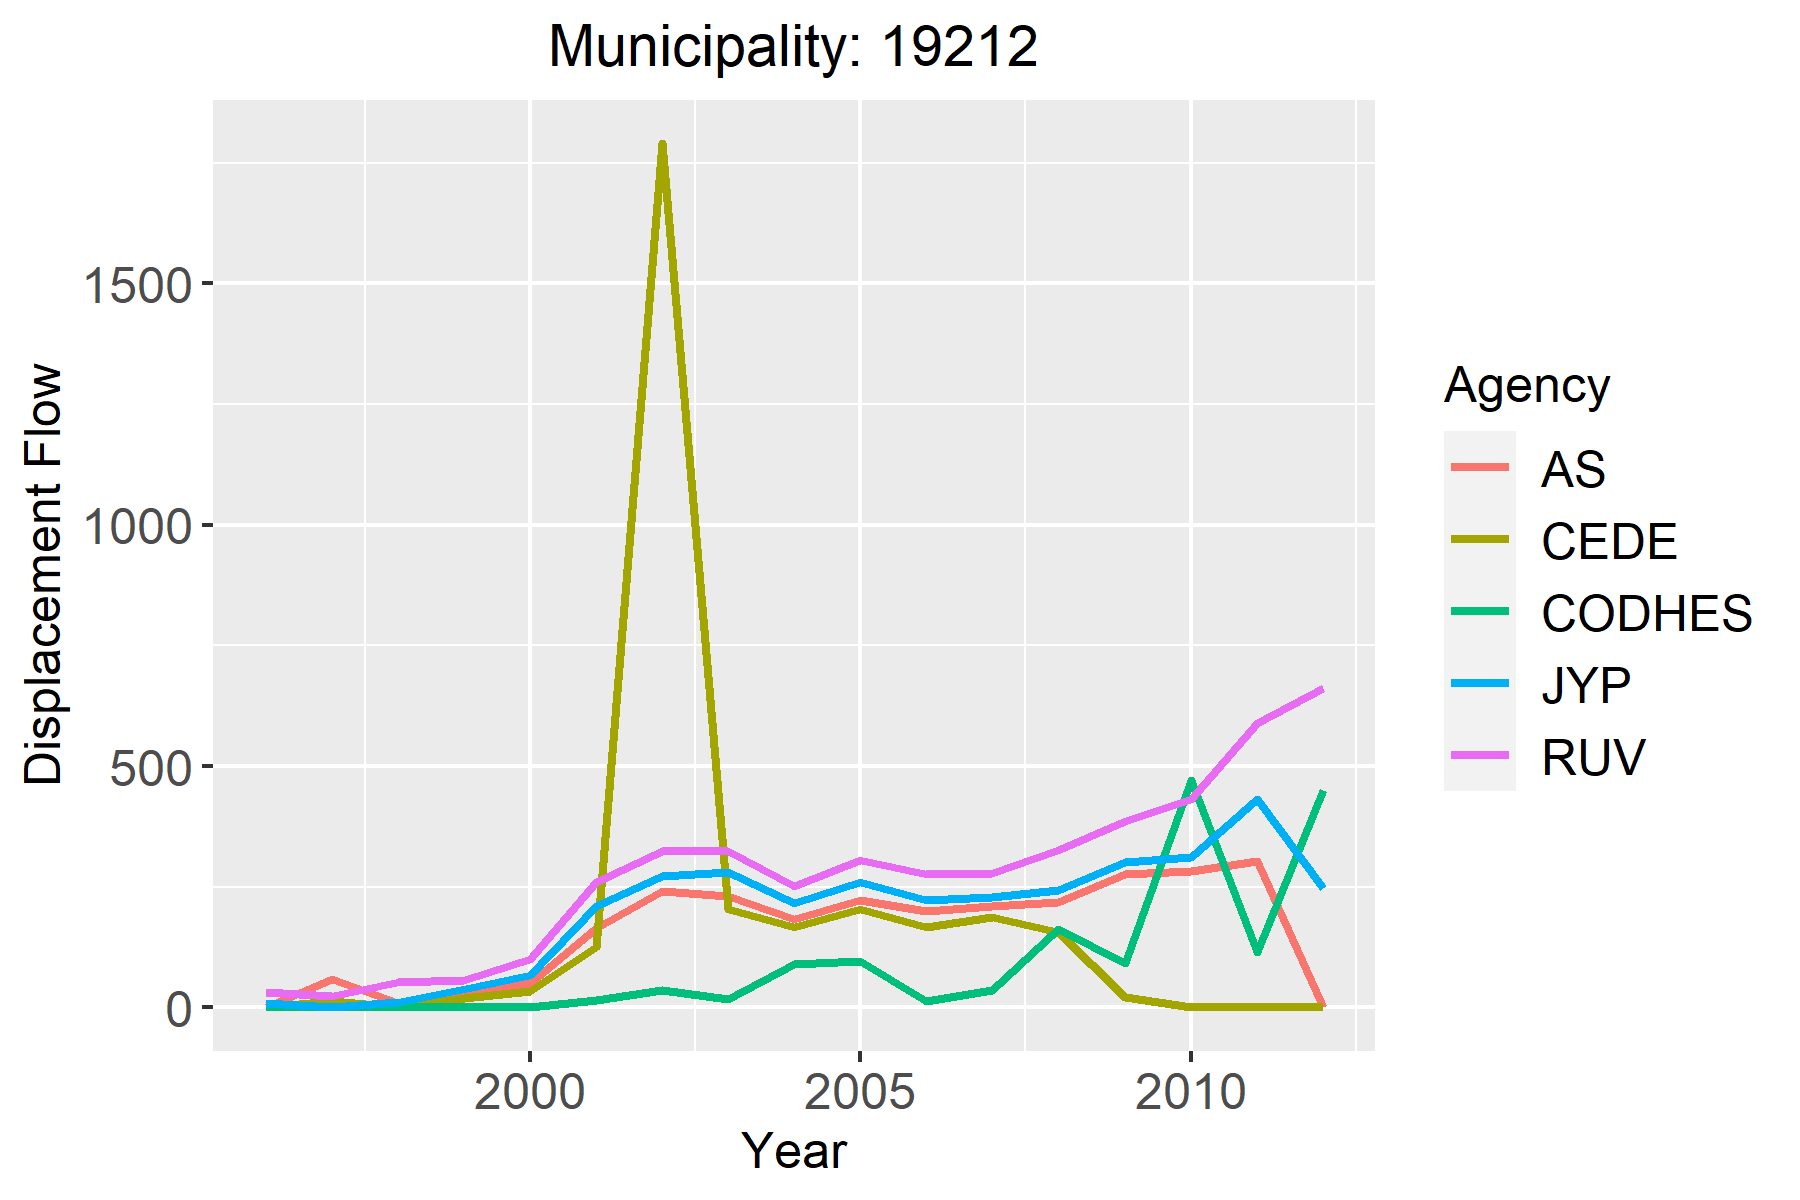 Municipality: 19212
Displacement Flow
1500
1000
500
0
2000
2005
2010
Year
Agency
AS
CEDE
CODHES
JYP
RUV